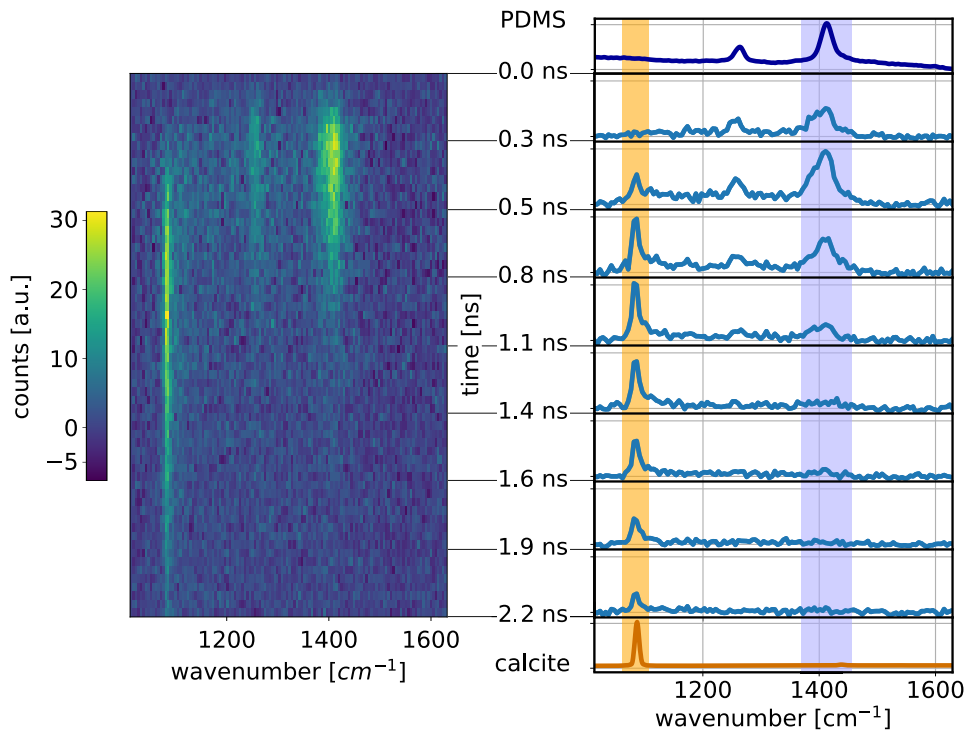 PDMS
0.0 ns
0.3 ns
0.5 ns
0.8 ns
1.1 ns
1.4 ns
1.6 ns
1.9 ns
2.2 ns
calcite
time [ns]
counts [a.u.]
30
20
10
0
−5
1200 1400 1600
wavenumber [cm⁻¹]
1200 1400 1600
wavenumber [cm⁻¹]